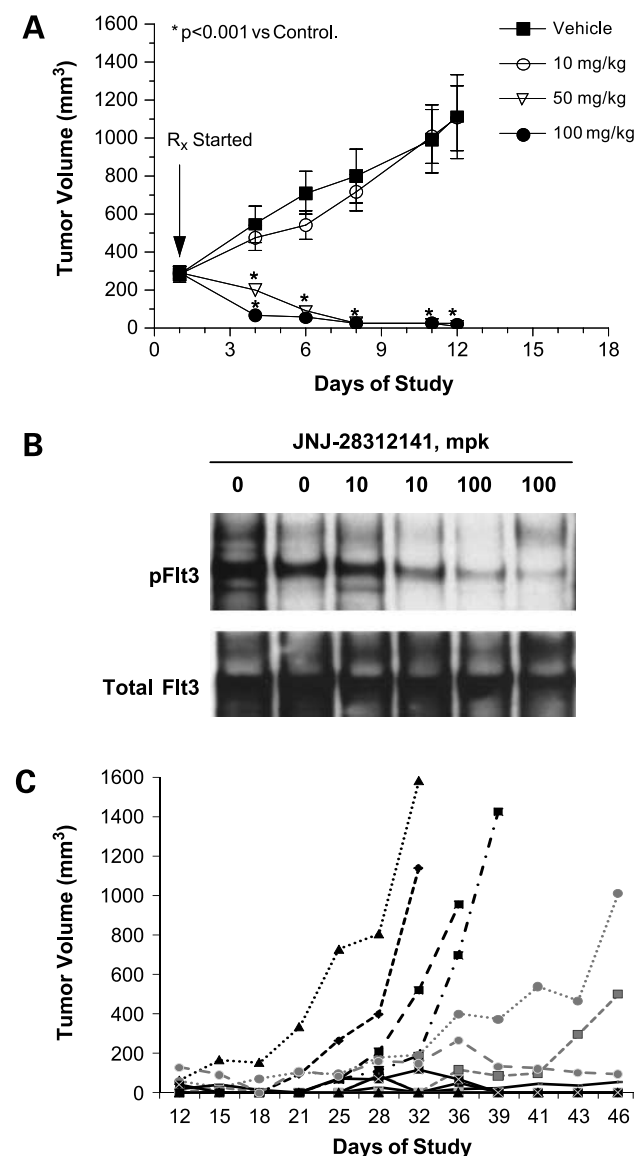 A
Tumor Volume (mm³)
1600
1400
1200
1000
800
600
400
200
0
* p<0.001 vs Control.
Rx Started
Vehicle
10 mg/kg
50 mg/kg
100 mg/kg
*
*
*
*
*
*
0 3 6 9 12 15 18
Days of Study
B
JNJ-28312141, mpk
0 0 10 10 100 100
pFlt3
Total Flt3
C
Tumor Volume (mm³)
1600
1400
1200
1000
800
600
400
200
0
12 15 18 21 25 28 32 36 39 41 43 46
Days of Study